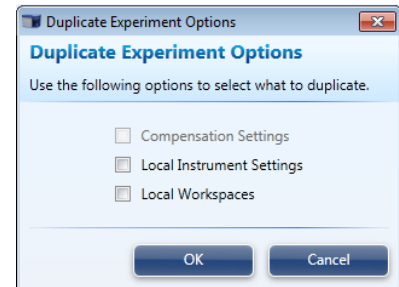 Duplicate Experiment Options
Duplicate Experiment Options
Use the following options to select what to duplicate.
Compensation Settings
Local Instrument Settings
Local Workspaces
OK Cancel